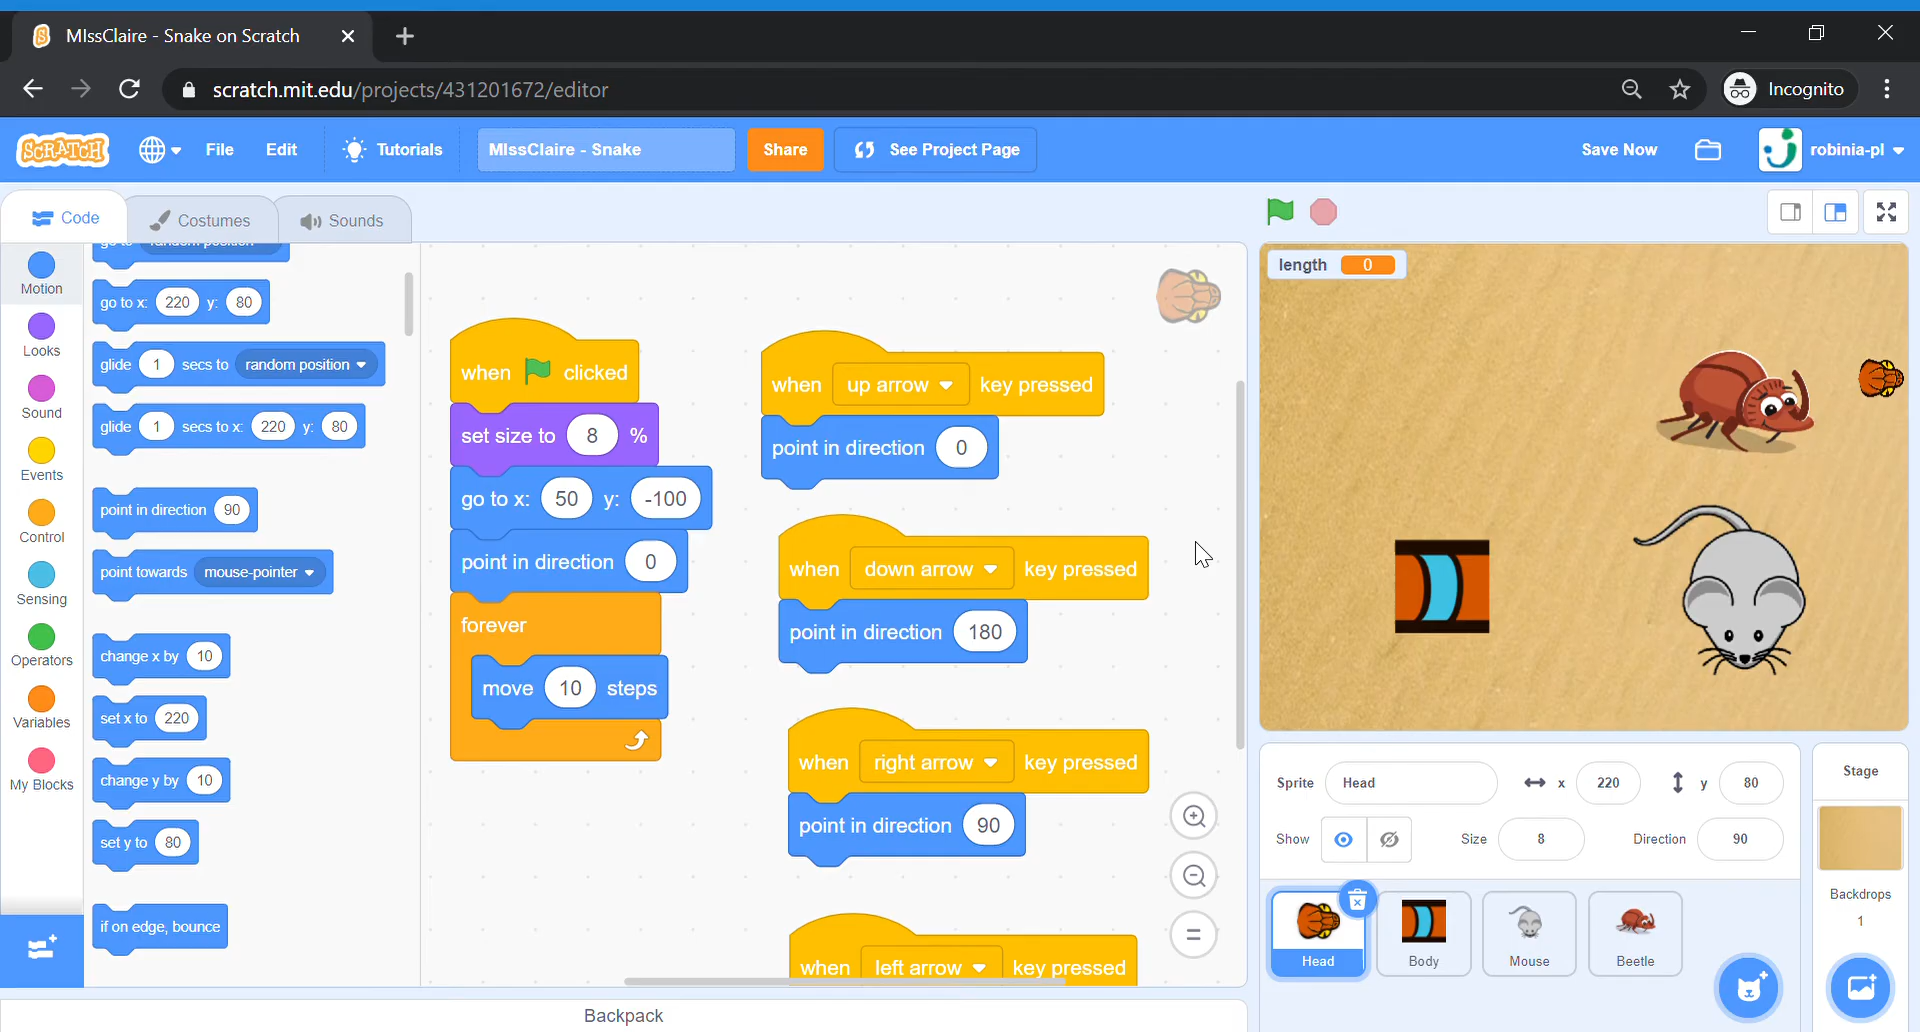 MIssClaire - Snake on Scratch
scratch.mit.edu/projects/431201672/editor
Incognito
SCRATCH
File
Edit
Tutorials
MIssClaire - Snake
Share
See Project Page
Save Now
robinia-pl
Code
Costumes
Sounds
Motion
Looks
Sound
Events
Control
Sensing
Operators
Variables
My Blocks
go to random position
go to x: 220 y: 80
glide 1 secs to random position
glide 1 secs to x: 220 y: 80
point in direction 90
point towards mouse-pointer
change x by 10
set x to 220
change y by 10
set y to 80
if on edge, bounce
when clicked
set size to 8 %
go to x: 50 y: -100
point in direction 0
forever
move 10 steps
when up arrow key pressed
point in direction 0
when down arrow key pressed
point in direction 180
when right arrow key pressed
point in direction 90
when left arrow key pressed
Backpack
length 0
Sprite Head x 220 y 80
Show Size 8 Direction 90
Head
Body
Mouse
Beetle
Stage
Backdrops
1